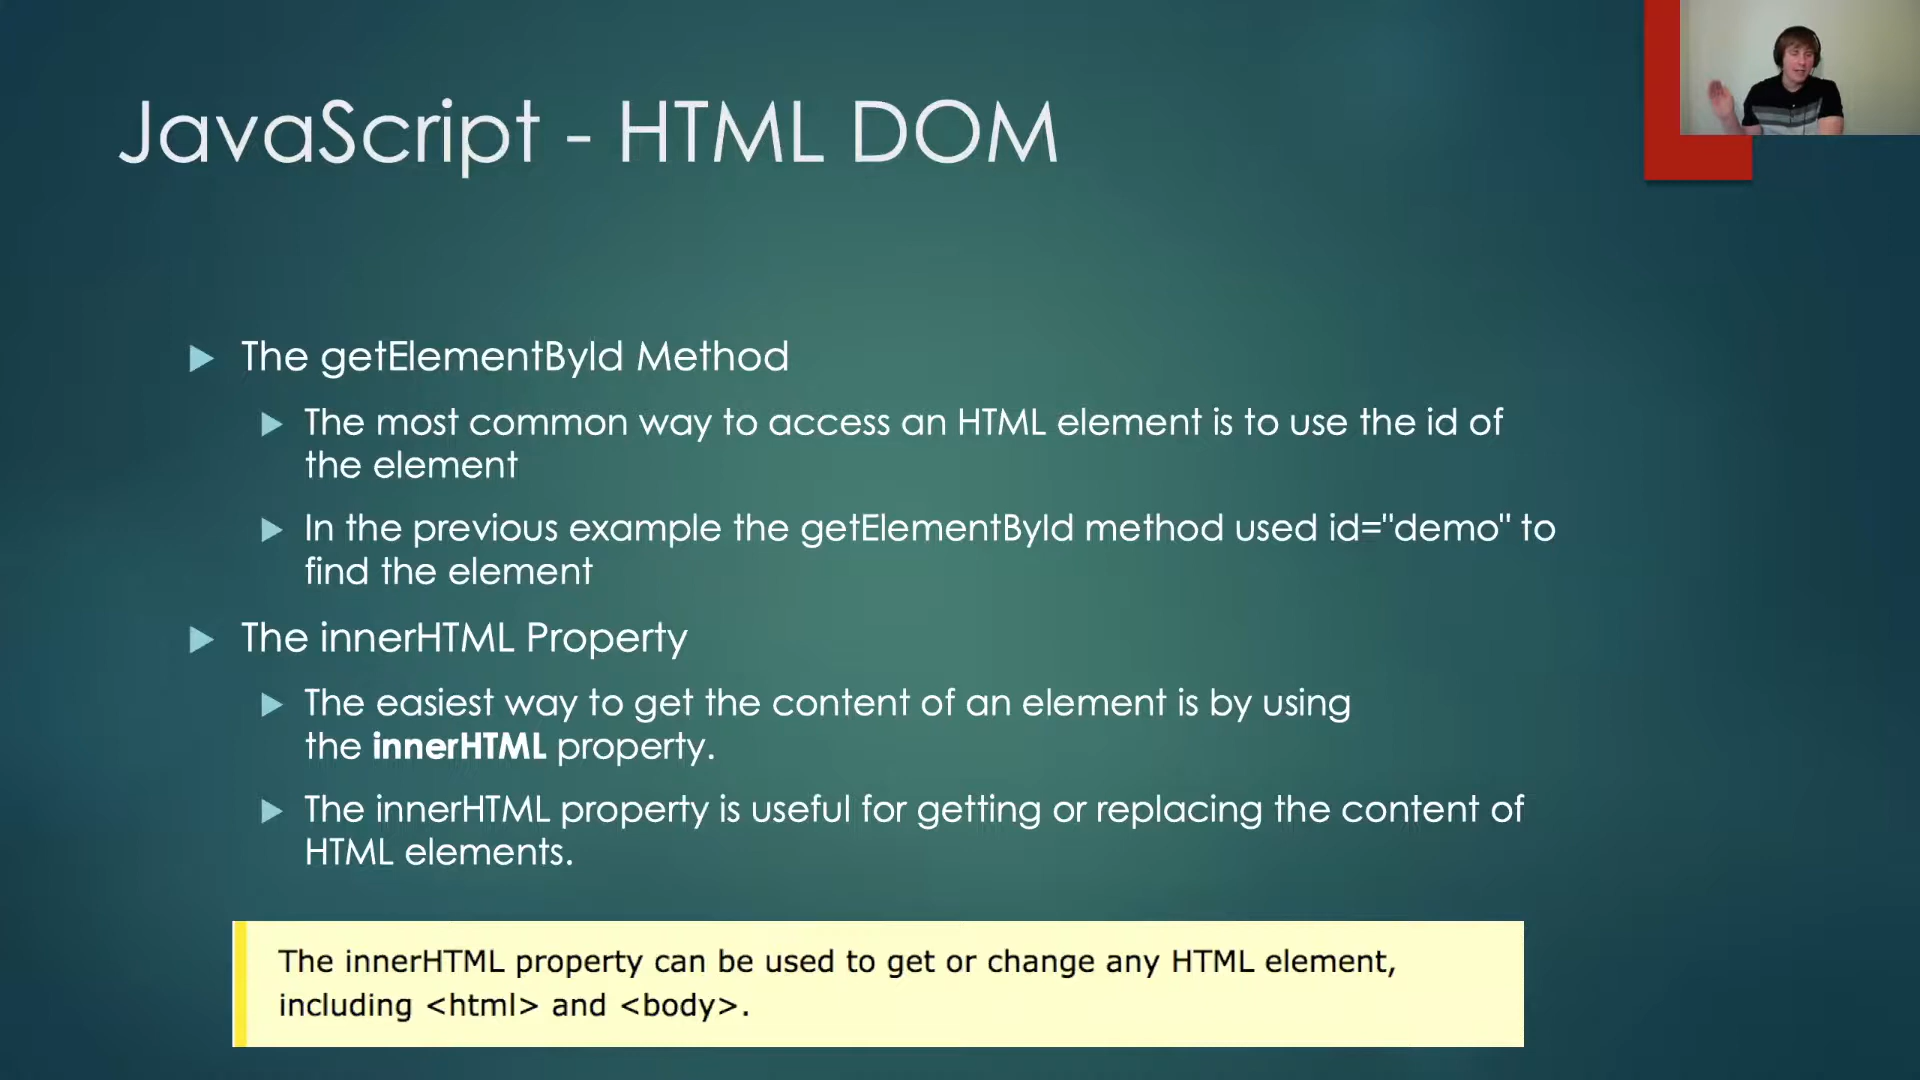 JavaScript - HTML DOM
The getElementById Method
The most common way to access an HTML element is to use the id of
the element
In the previous example the getElementById method used id="demo" to
find the element
The innerHTML Property
The easiest way to get the content of an element is by using
the innerHTML property.
The innerHTML property is useful for getting or replacing the content of
HTML elements.
The innerHTML property can be used to get or change any HTML element,
including <html> and <body>.